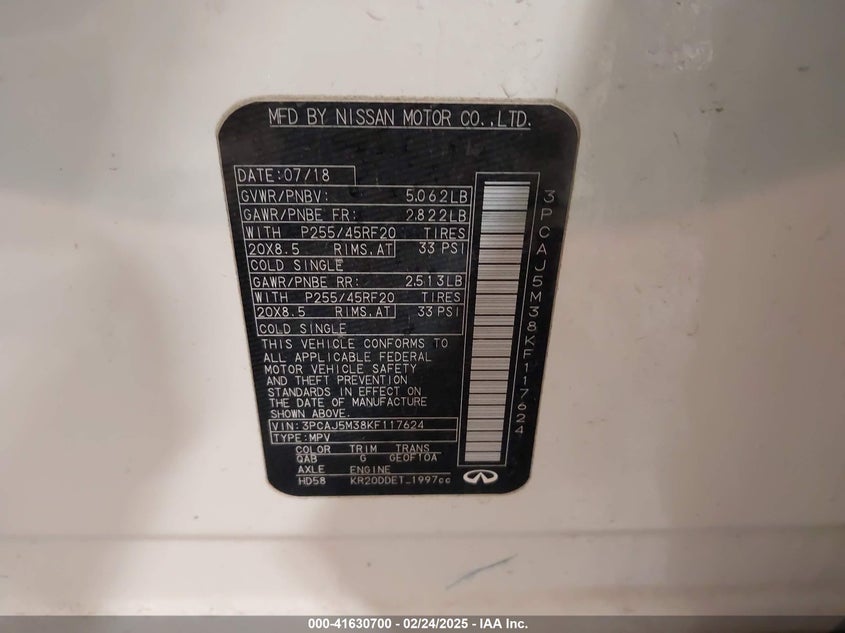 MFD BY NISSAN MOTOR CO.,LTD.
DATE:07/18
GVWR/PNBV: 5,062LB
GAWR/PNBE FR: 2,822LB
WITH P255/45RF20 TIRES
20X8.5 RIMS,AT 33 PSI
COLD SINGLE
GAWR/PNBE RR: 2,513LB
WITH P255/45RF20 TIRES
20X8.5 RIMS,AT 33 PSI
COLD SINGLE
THIS VEHICLE CONFORMS TO
ALL APPLICABLE FEDERAL
MOTOR VEHICLE SAFETY
AND THEFT PREVENTION
STANDARDS IN EFFECT ON
THE DATE OF MANUFACTURE
SHOWN ABOVE.
VIN: 3PCAJ5M38KF117624
TYPE:MPV
COLOR TRIM TRANS
QAB G GE0F10A
AXLE ENGINE
HD58 KR20DDET_1997cc
3PCAJ5M38KF117624
000-41630700 - 02/24/2025 - IAA Inc.